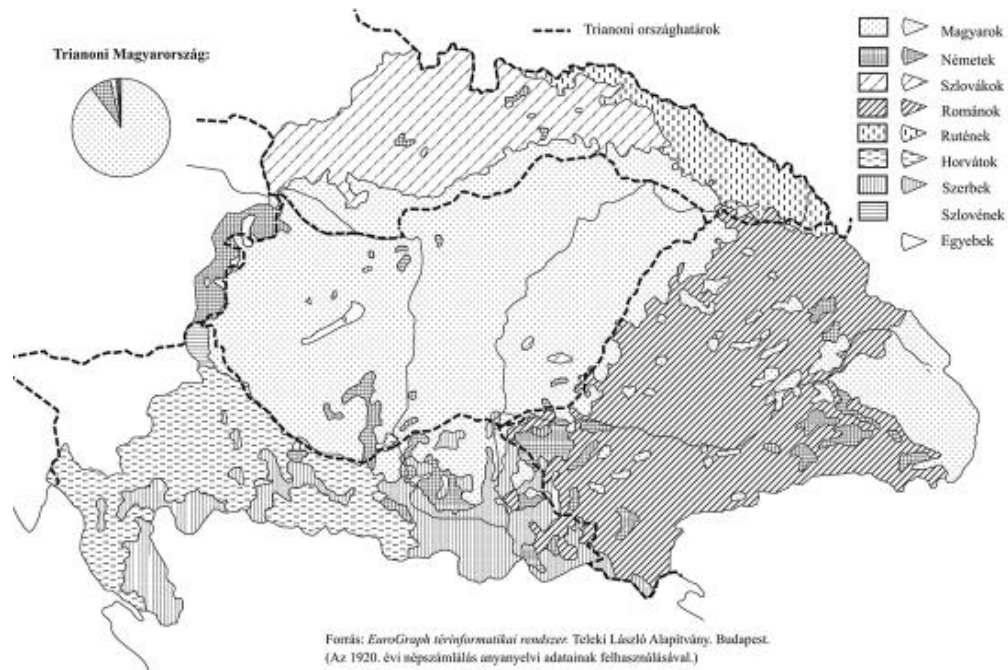 Trianoni országhatárok
Trianoni Magyarország:
Magyarok
Németek
Szlovákok
Románok
Rutének
Horvátok
Szerbek
Szlovének
Egyebek
Forrás: EuroGraph térinformatikai rendszer. Teleki László Alapítvány. Budapest.
(Az 1920. évi népszámlálás anyanyelvi adatainak felhasználásával.)